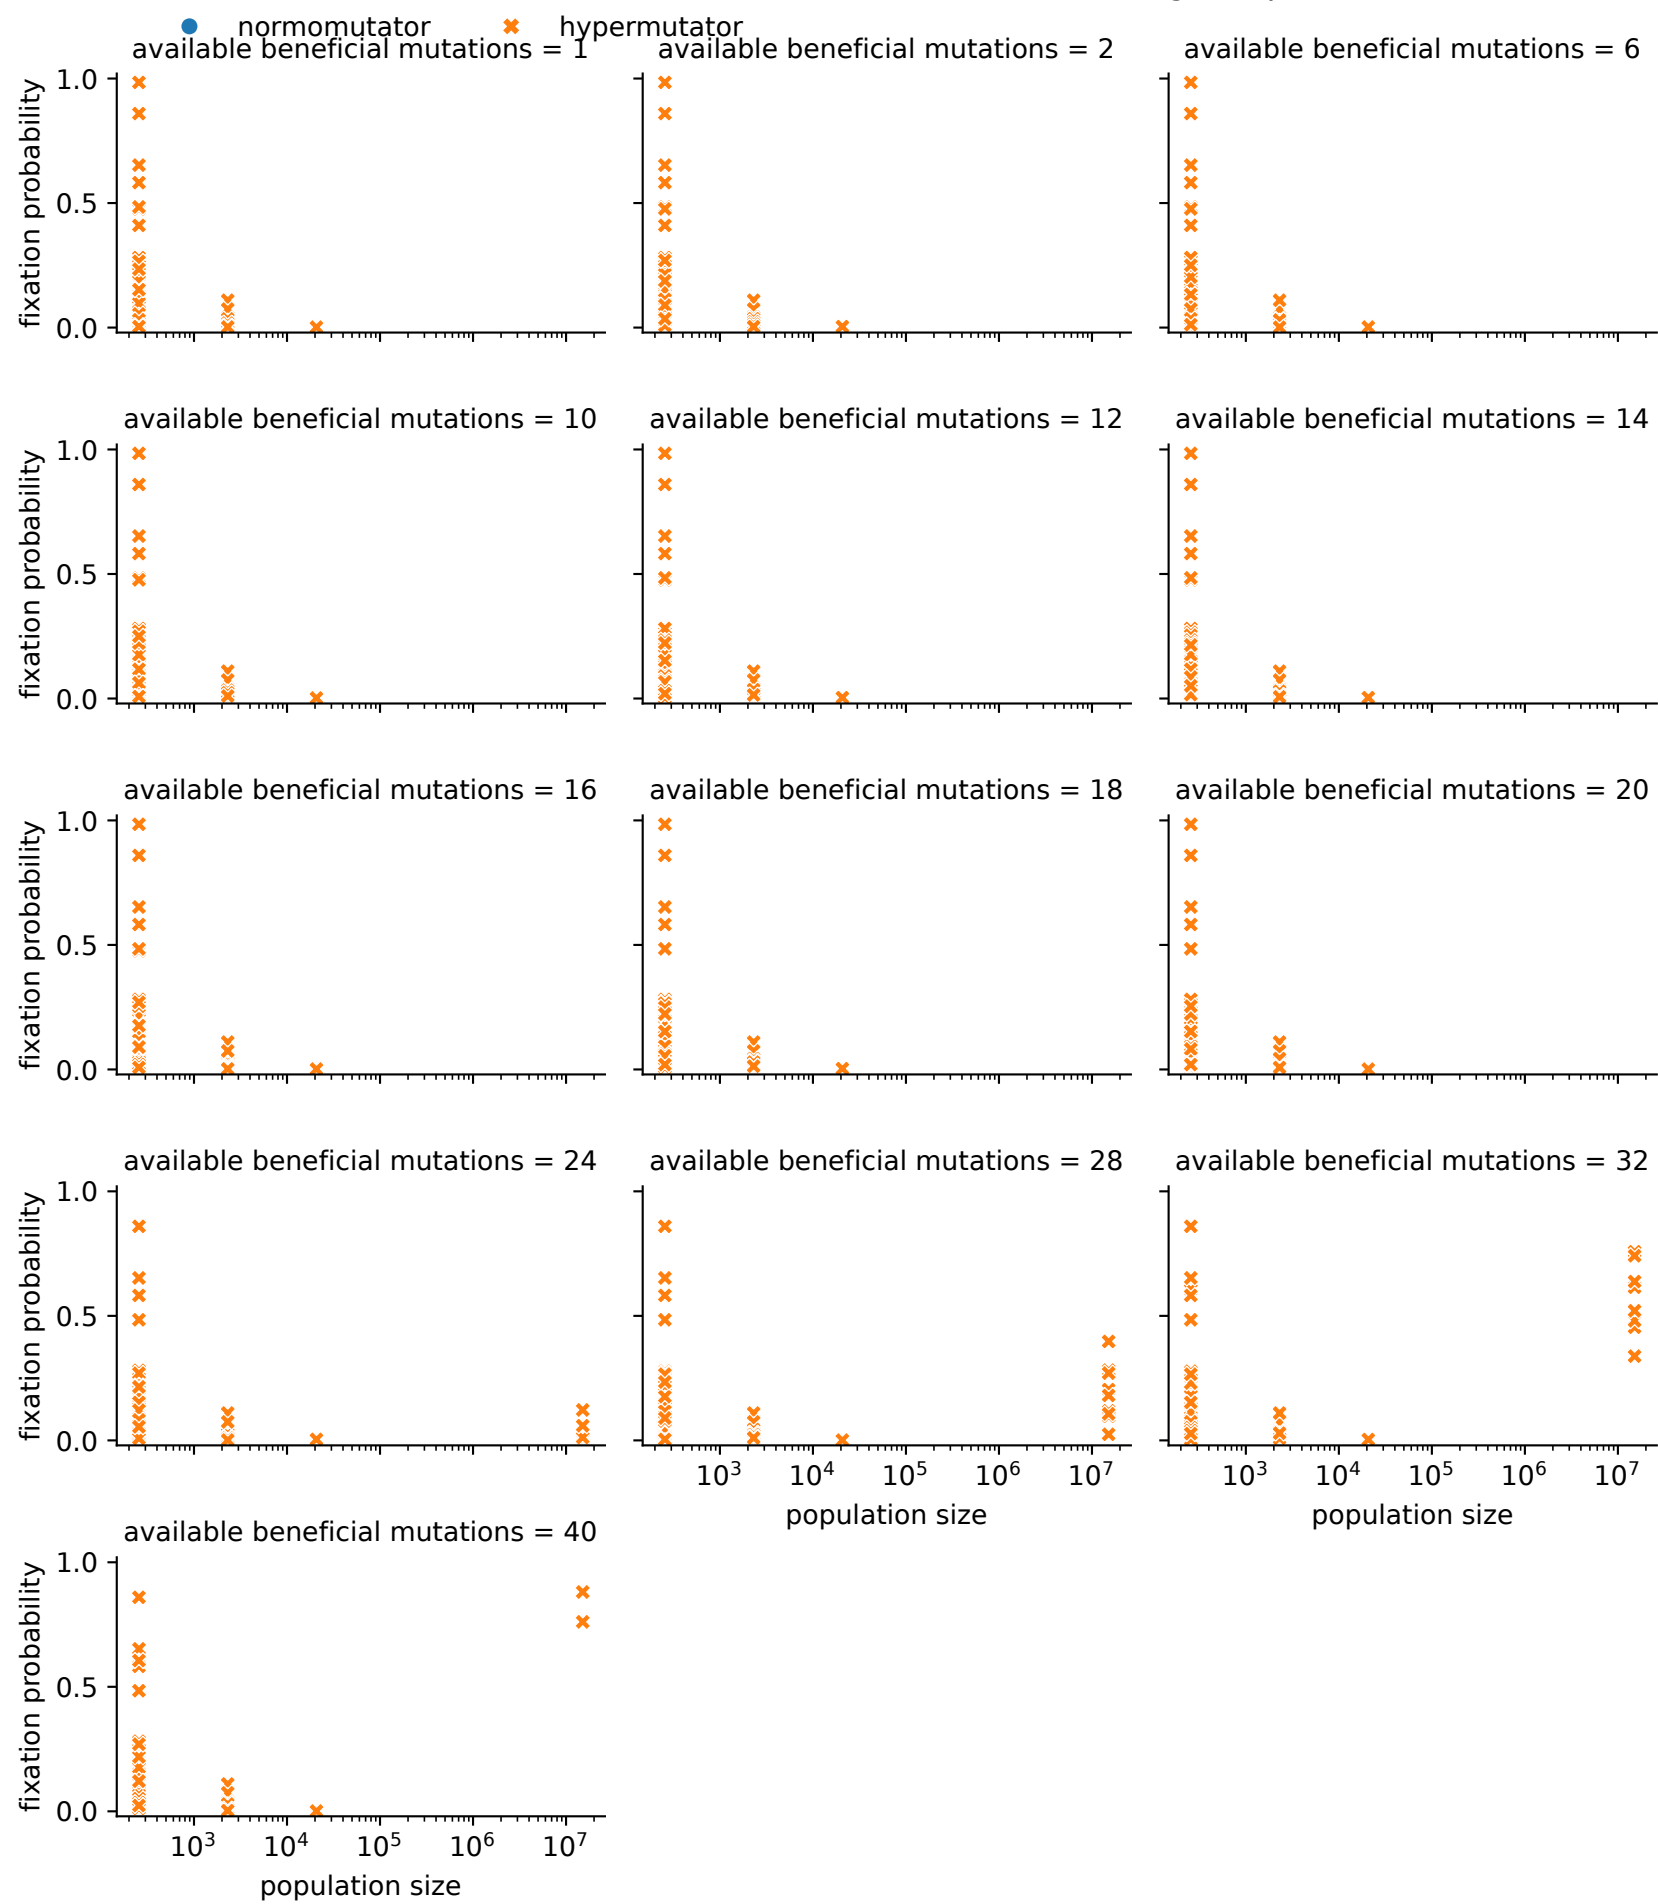 normomutator hypermutator
available beneficial mutations = 1 available beneficial mutations = 2 available beneficial mutations = 6
fixation probability
1.0
0.5
0.0
available beneficial mutations = 10 available beneficial mutations = 12 available beneficial mutations = 14
fixation probability
1.0
0.5
0.0
available beneficial mutations = 16 available beneficial mutations = 18 available beneficial mutations = 20
fixation probability
1.0
0.5
0.0
available beneficial mutations = 24 available beneficial mutations = 28 available beneficial mutations = 32
fixation probability
1.0
0.5
0.0
10³ 10⁴ 10⁵ 10⁶ 10⁷ 10³ 10⁴ 10⁵ 10⁶ 10⁷
population size population size
available beneficial mutations = 40
fixation probability
1.0
0.5
0.0
10³ 10⁴ 10⁵ 10⁶ 10⁷
population size